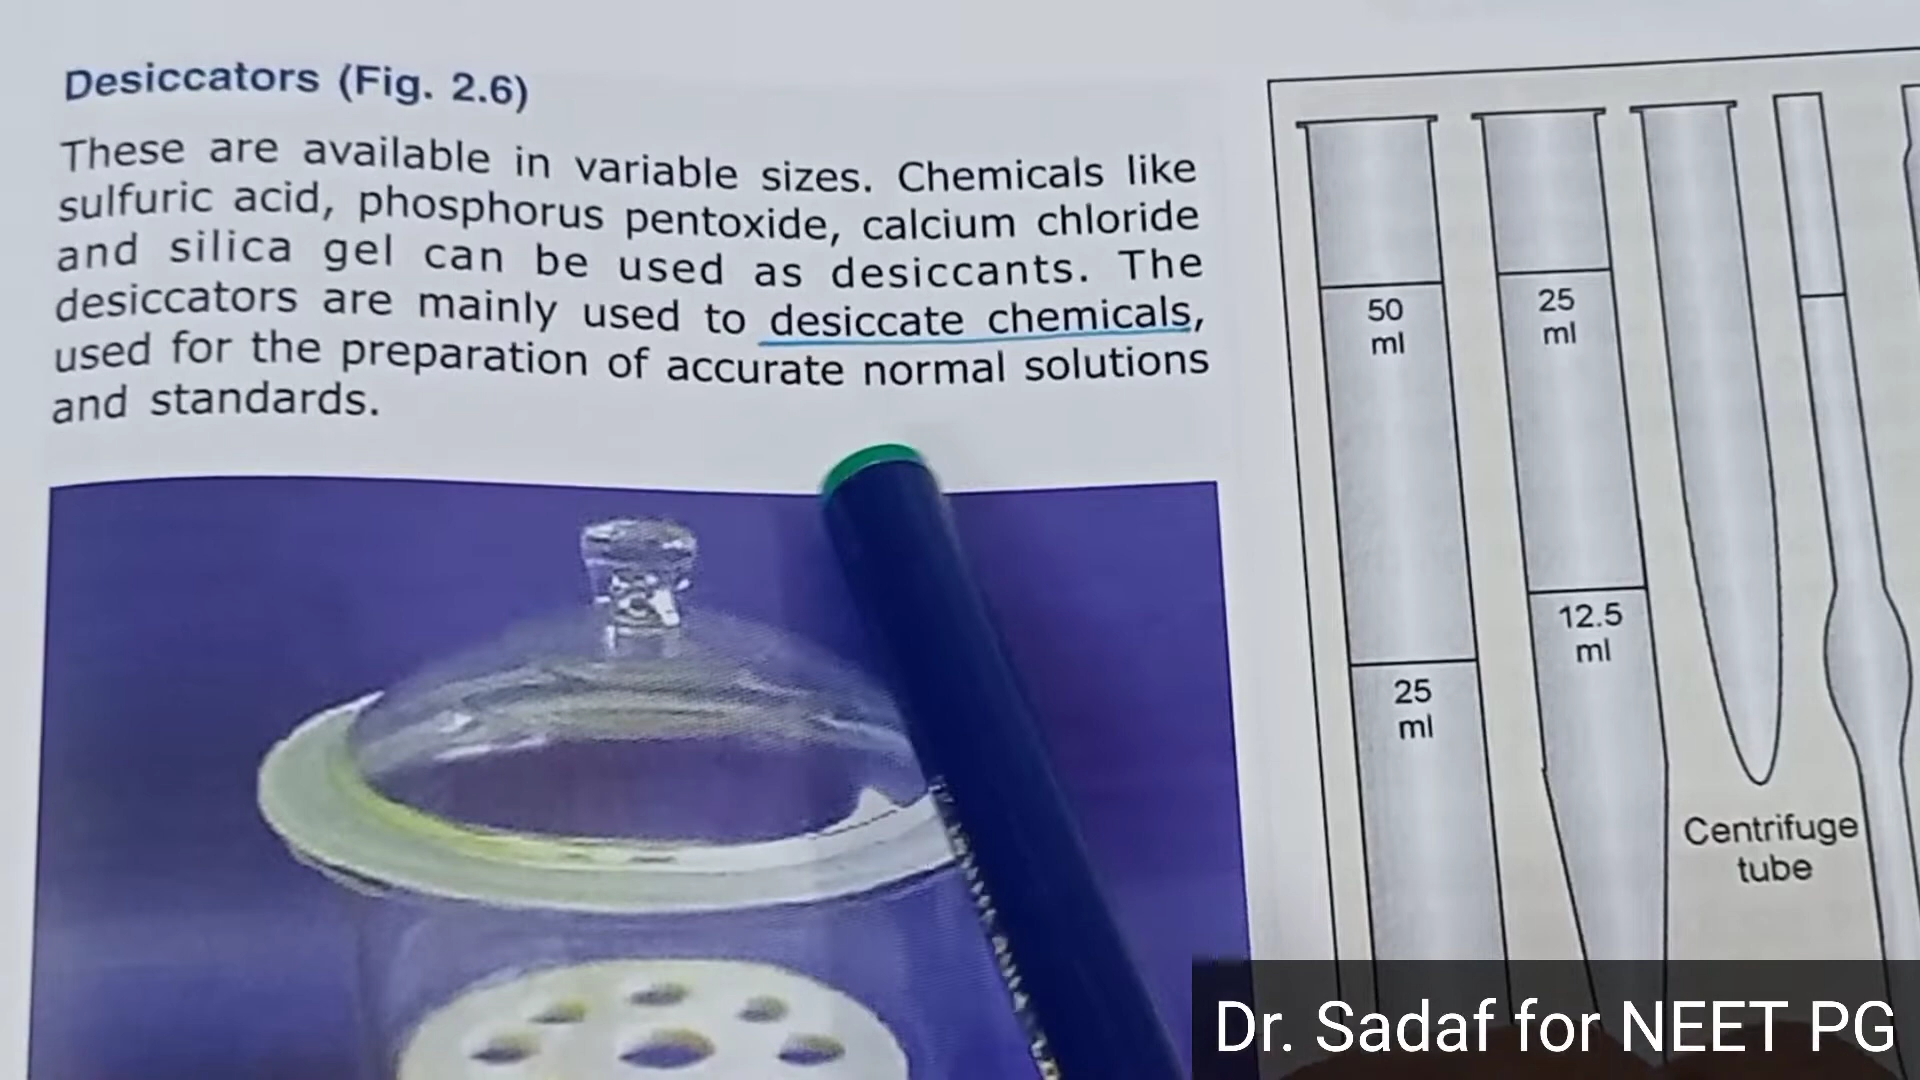 Desiccators (Fig. 2.6)
These are available in variable sizes. Chemicals like
sulfuric acid, phosphorus pentoxide, calcium chloride
and silica gel can be used as desiccants. The
desiccators are mainly used to desiccate chemicals,
used for the preparation of accurate normal solutions
and standards.
50
ml
25
ml
25
ml
12.5
ml
Centrifuge
tube
Dr. Sadaf for NEET PG